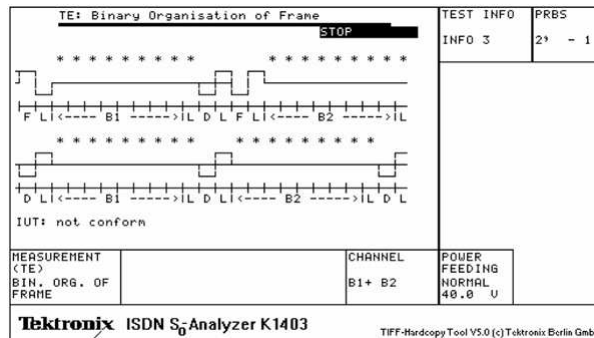 TE: Binary Organisation of Frame
STOP
TEST INFO
INFO 3
PRBS
2⁹ - 1
* * * * * * * * * * * * * * * * * *
F L I<---- B1 ---->I L D L F L I<---- B2 ---->I L
* * * * * * * * * * * * * * * * * *
D L I<---- B1 ---->I L D L I<---- B2 ---->I L D L
IUT: not conform
MEASUREMENT
(TE)
BIN. ORG. OF
FRAME
CHANNEL
B1+ B2
POWER
FEEDING
NORMAL
40.0 V
Tektronix ISDN S0-Analyzer K1403
TIFF-Hardcopy Tool V5.0 (c) Tektronix Berlin Gmb